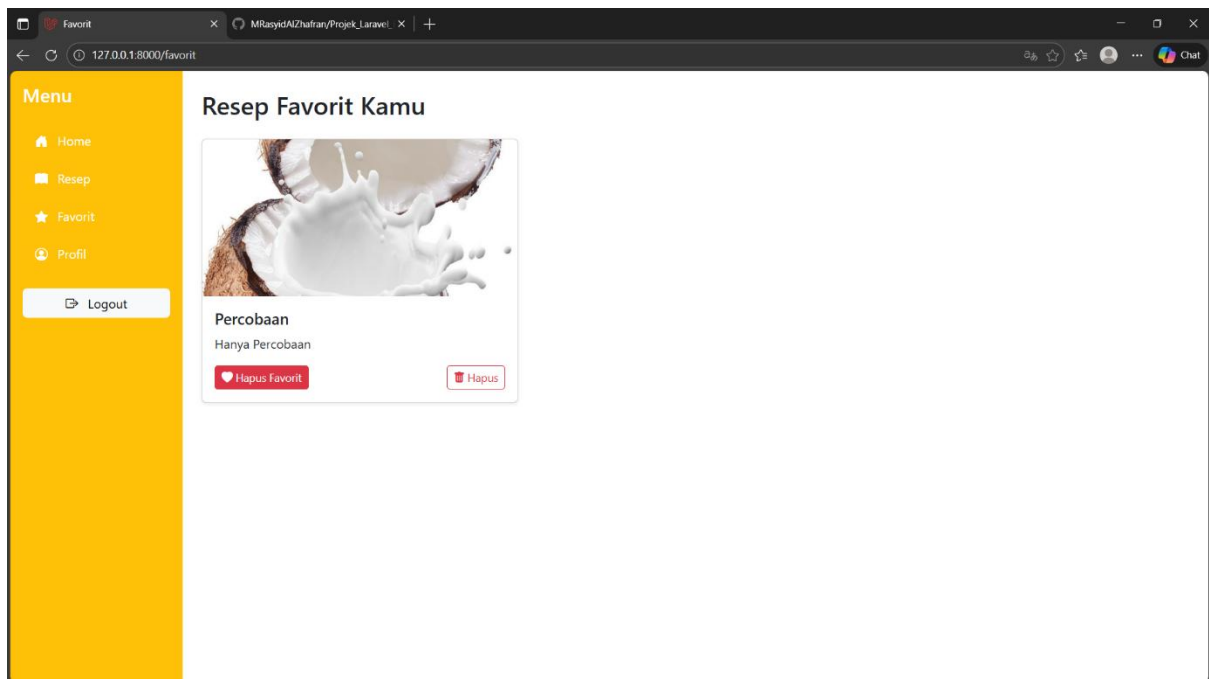 Favorit
MRasyidAlZhafran/Projek_Laravel_
127.0.0.1:8000/favorit
Chat
Menu
Home
Resep
Favorit
Profil
Logout
Resep Favorit Kamu
Percobaan
Hanya Percobaan
Hapus Favorit
Hapus